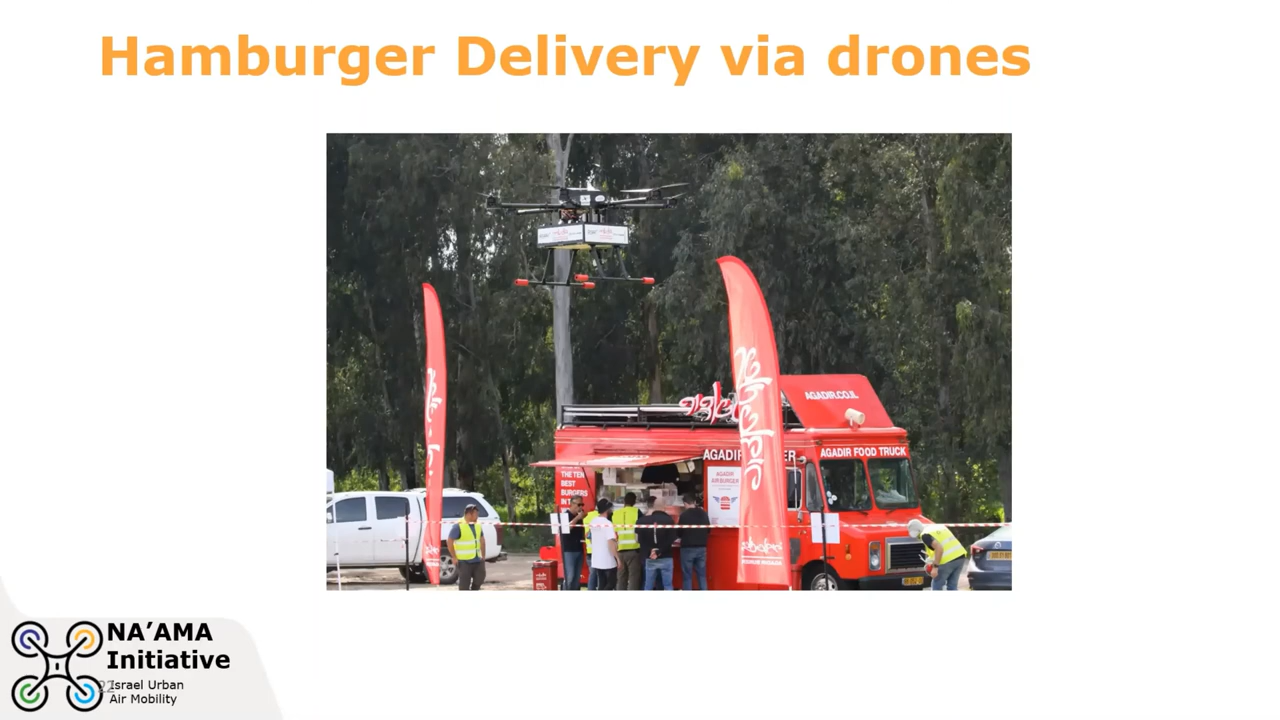 Hamburger Delivery via drones
AGADIR.CO.IL
AGADIR FOOD TRUCK
THE TEN
BEST
BURGERS
AGADIR
AIR BURGER
NA’AMA
Initiative
22
Israel Urban
Air Mobility